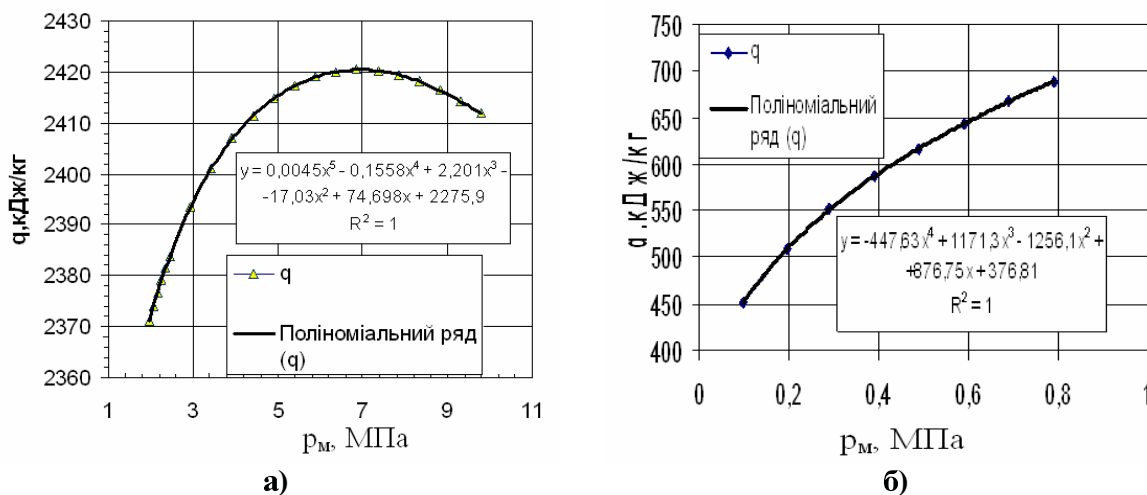 2430
2420
2410
2400
2390
2380
2370
2360
q,кДж/кг
y = 0,0045x⁵ - 0,1558x⁴ + 2,201x³ -
-17,03x² + 74,698x + 2275,9
R² = 1
q
Поліноміальний ряд
(q)
1 3 5 7 9 11
pм, МПа
а)
750
700
650
600
550
500
450
400
q ,кДж/кг
q
Поліноміальний
ряд (q)
y = -447,63x⁴ + 1171,3x³ - 1256,1x² +
+876,75x + 376,81
R² = 1
0 0,2 0,4 0,6 0,8 1
pм, МПа
б)